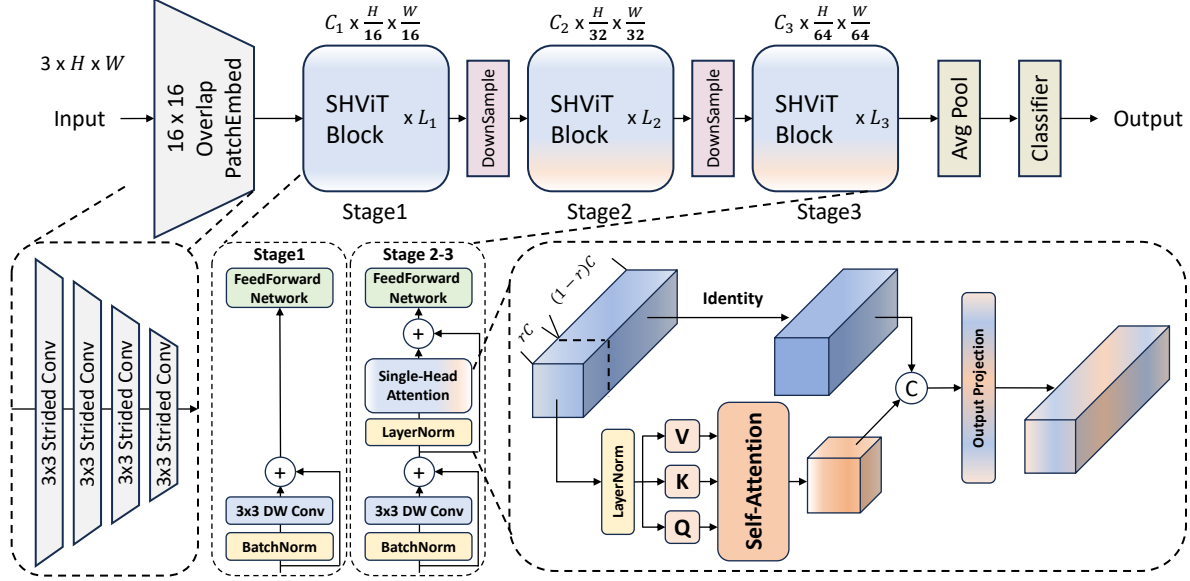 C₁ x H/16 x W/16
C₂ x H/32 x W/32
C₃ x H/64 x W/64
3 x H x W
Input
16 x 16
Overlap
PatchEmbed
SHViT
Block
x L₁
DownSample
SHViT
Block
x L₂
DownSample
SHViT
Block
x L₃
Avg Pool
Classifier
Output
Stage1
Stage2
Stage3
3x3 Strided Conv
3x3 Strided Conv
3x3 Strided Conv
3x3 Strided Conv
Stage1
FeedForward
Network
+
3x3 DW Conv
BatchNorm
Stage 2-3
FeedForward
Network
+
Single-Head
Attention
LayerNorm
+
3x3 DW Conv
BatchNorm
rC
(1 − r)C
Identity
LayerNorm
V
K
Q
Self-Attention
C
Output Projection